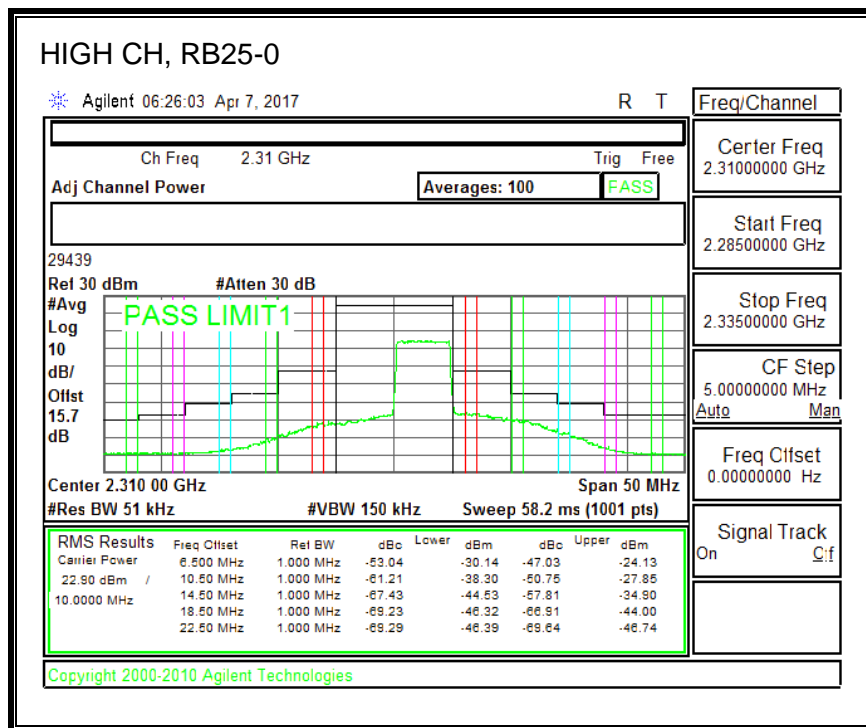 HIGH CH, RB25-0
Agilent 06:26:03 Apr 7, 2017 R T
Freq/Channel
Ch Freq 2.31 GHz Trig Free
Adj Channel Power Averages: 100 PASS
Center Freq
2.31000000 GHz
Start Freq
2.28500000 GHz
Stop Freq
2.33500000 GHz
CF Step
5.00000000 MHz
Auto Man
Freq Offset
0.00000000 Hz
Signal Track
On Off
29439
Ref 30 dBm #Atten 30 dB
#Avg
Log
10
dB/
Offst
15.7
dB
PASS LIMIT1
Center 2.310 00 GHz Span 50 MHz
#Res BW 51 kHz #VBW 150 kHz Sweep 58.2 ms (1001 pts)
RMS Results Freq Offset Ref BW dBc Lower dBm dBc Upper dBm
Carrier Power 6.500 MHz 1.000 MHz -53.04 -30.14 -47.03 -24.13
22.90 dBm / 10.50 MHz 1.000 MHz -61.21 -38.30 -50.75 -27.85
10.0000 MHz 14.50 MHz 1.000 MHz -67.43 -44.53 -57.81 -34.90
18.50 MHz 1.000 MHz -69.23 -46.32 -66.91 -44.00
22.50 MHz 1.000 MHz -69.29 -46.39 -69.64 -46.74
Copyright 2000-2010 Agilent Technologies